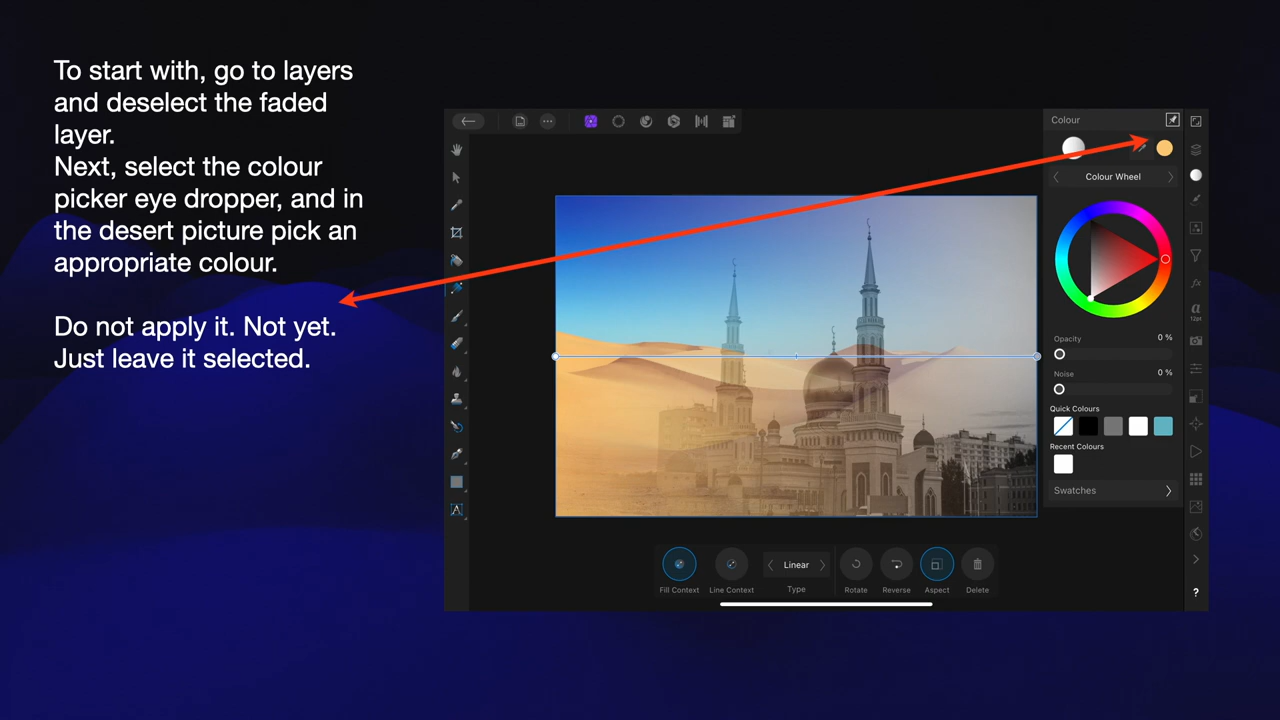 To start with, go to layers
and deselect the faded
layer.
Next, select the colour
picker eye dropper, and in
the desert picture pick an
appropriate colour.
Do not apply it. Not yet.
Just leave it selected.
Colour
Colour Wheel
Opacity 0 %
Noise 0 %
Quick Colours
Recent Colours
Swatches
a
12pt
fx
A
Linear
Fill Context Line Context Type Rotate Reverse Aspect Delete
?